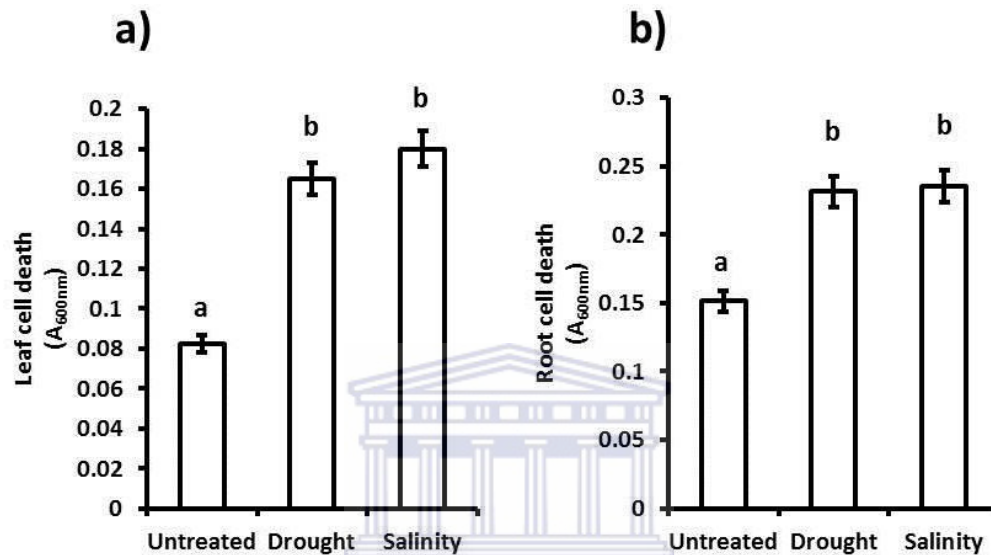 a)
Leaf cell death
(A600nm)
0.2
0.18
0.16
0.14
0.12
0.1
0.08
0.06
0.04
0.02
0
a
b
b
Untreated Drought Salinity
b)
Root cell death
(A600nm)
0.3
0.25
0.2
0.15
0.1
0.05
0
a
b
b
Untreated Drought Salinity